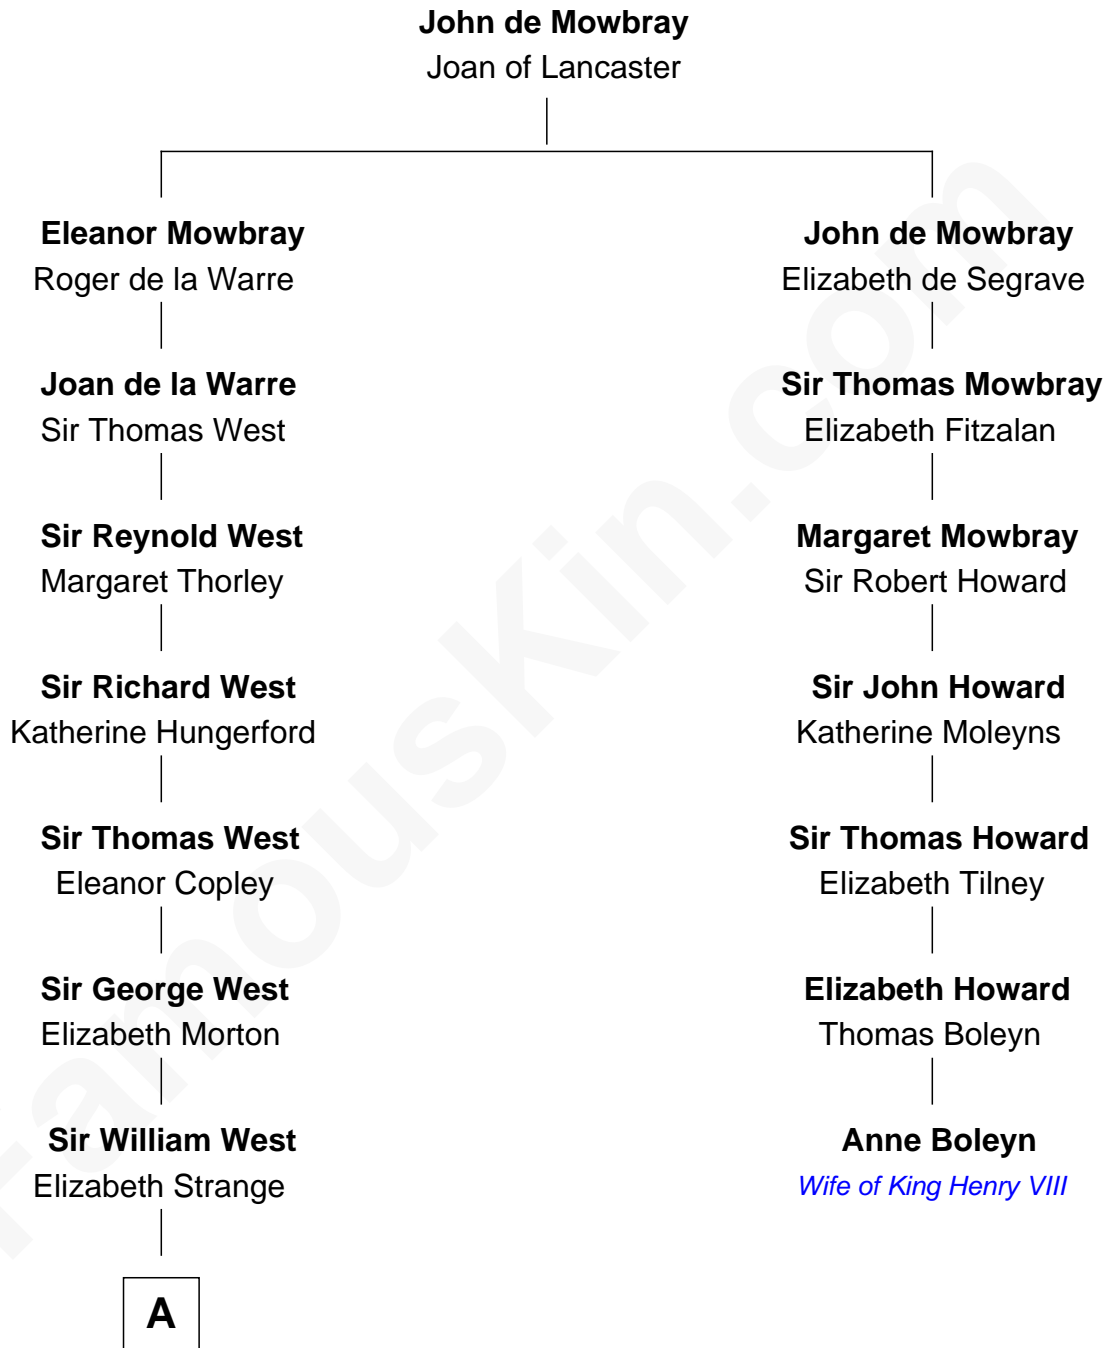 John de Mowbray
Joan of Lancaster
Eleanor Mowbray
Roger de la Warre
John de Mowbray
Elizabeth de Segrave
Joan de la Warre
Sir Thomas West
Sir Thomas Mowbray
Elizabeth Fitzalan
Sir Reynold West
Margaret Thorley
Margaret Mowbray
Sir Robert Howard
Sir Richard West
Katherine Hungerford
Sir John Howard
Katherine Moleyns
Sir Thomas West
Eleanor Copley
Sir Thomas Howard
Elizabeth Tilney
Sir George West
Elizabeth Morton
Elizabeth Howard
Thomas Boleyn
Sir William West
Elizabeth Strange
Anne Boleyn
Wife of King Henry VIII
A
FamousKin.com